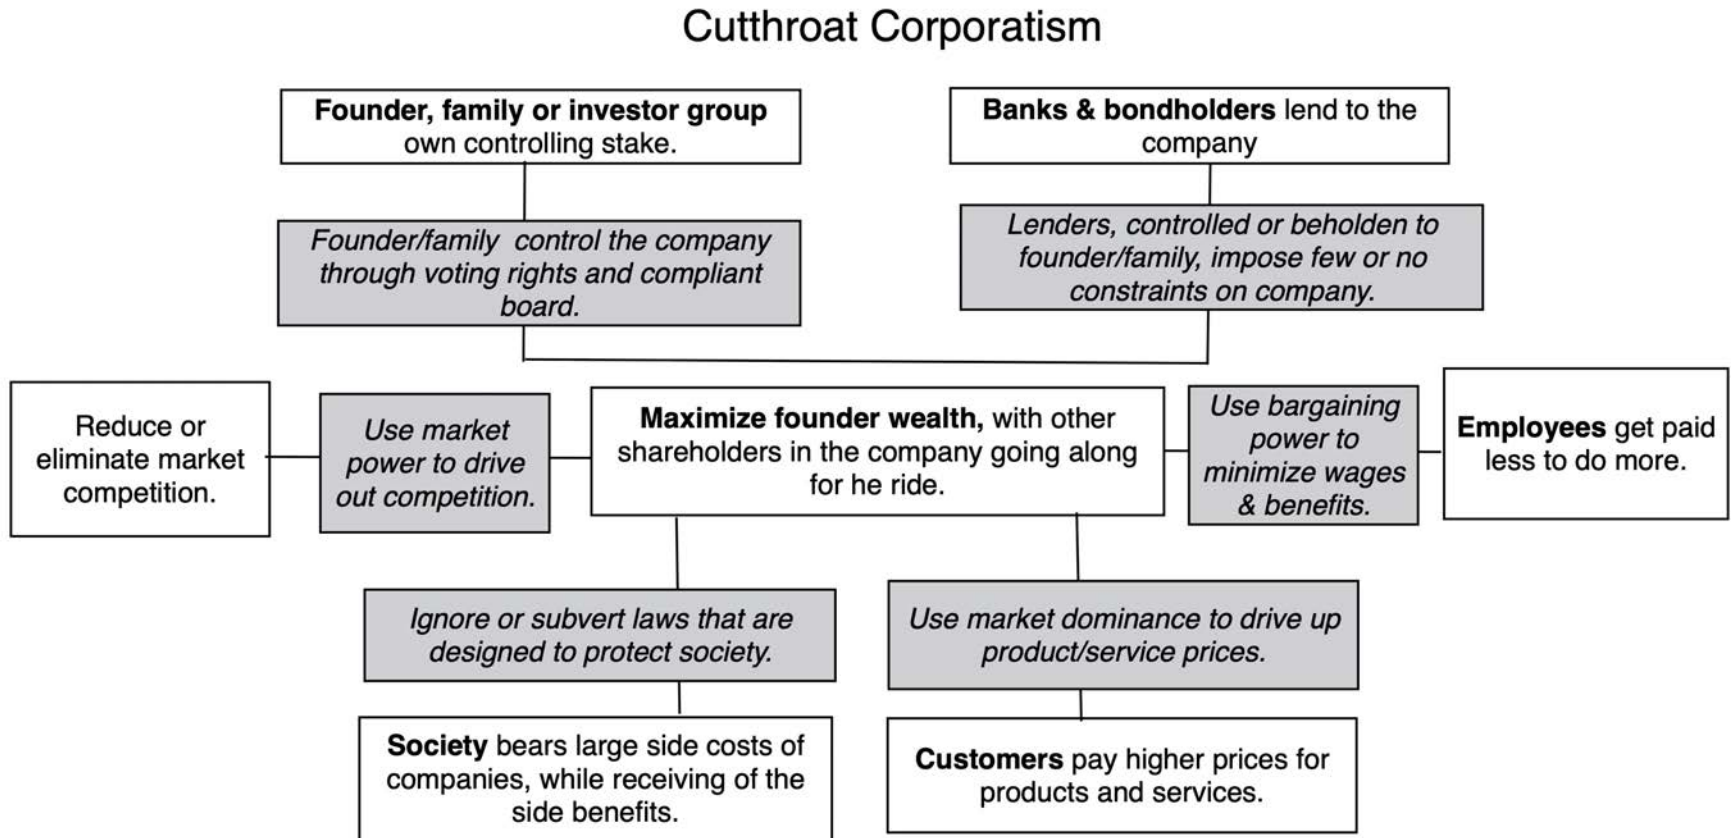 Cutthroat Corporatism
Founder, family or investor group
own controlling stake.
Banks & bondholders lend to the
company
Founder/family control the company
through voting rights and compliant
board.
Lenders, controlled or beholden to
founder/family, impose few or no
constraints on company.
Reduce or
eliminate market
competition.
Use market
power to drive
out competition.
Maximize founder wealth, with other
shareholders in the company going along
for he ride.
Use bargaining
power to
minimize wages
& benefits.
Employees get paid
less to do more.
Ignore or subvert laws that are
designed to protect society.
Use market dominance to drive up
product/service prices.
Society bears large side costs of
companies, while receiving of the
side benefits.
Customers pay higher prices for
products and services.